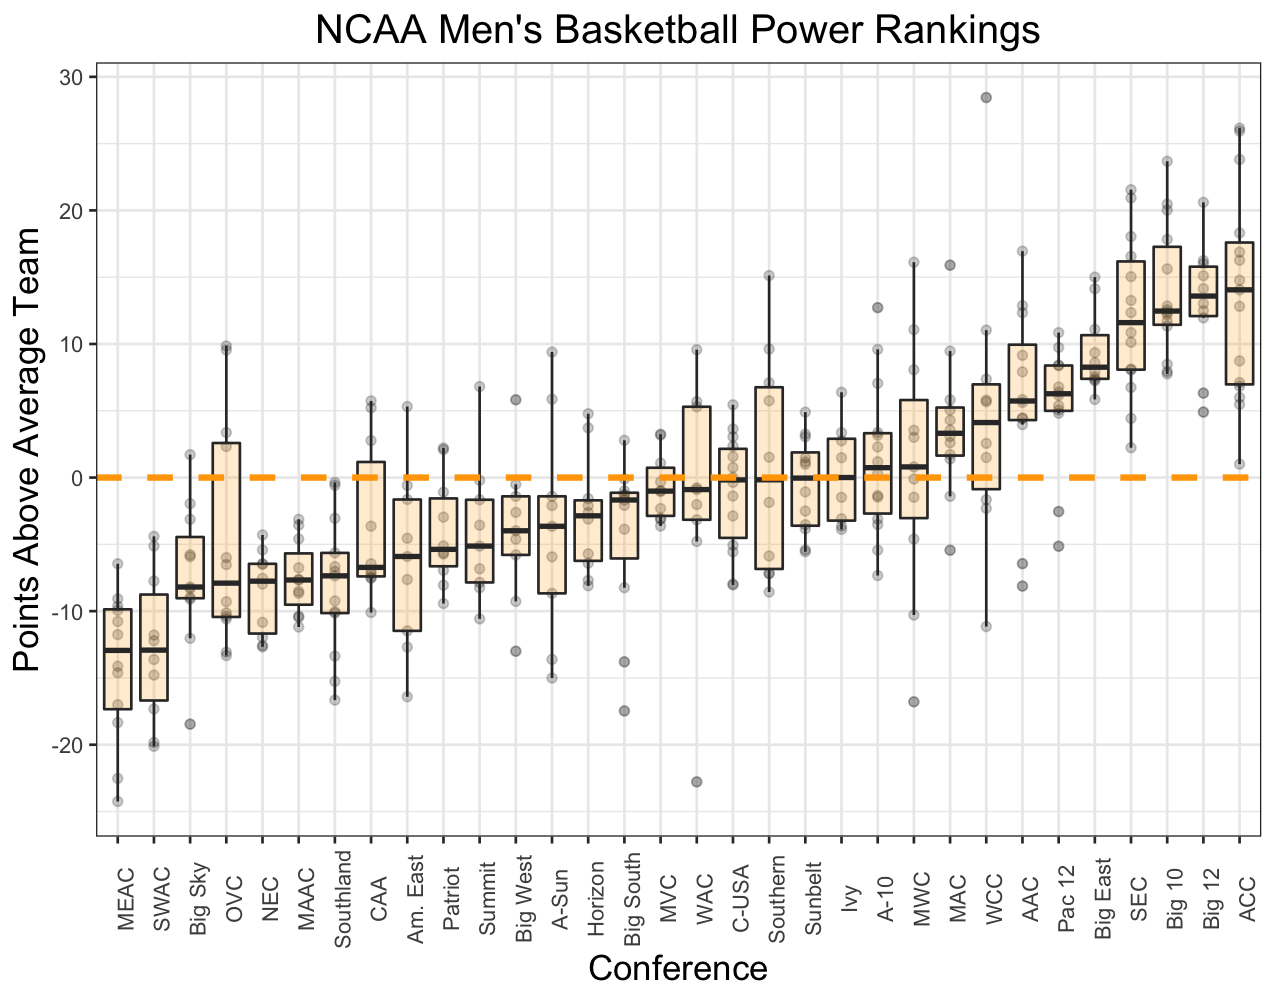 NCAA Men's Basketball Power Rankings
Points Above Average Team
30
20
10
0
-10
-20
MEAC
SWAC
Big Sky
OVC
NEC
MAAC
Southland
CAA
Am. East
Patriot
Summit
Big West
A-Sun
Horizon
Big South
MVC
WAC
C-USA
Southern
Sunbelt
Ivy
A-10
MWC
MAC
WCC
AAC
Pac 12
Big East
SEC
Big 10
Big 12
ACC
Conference